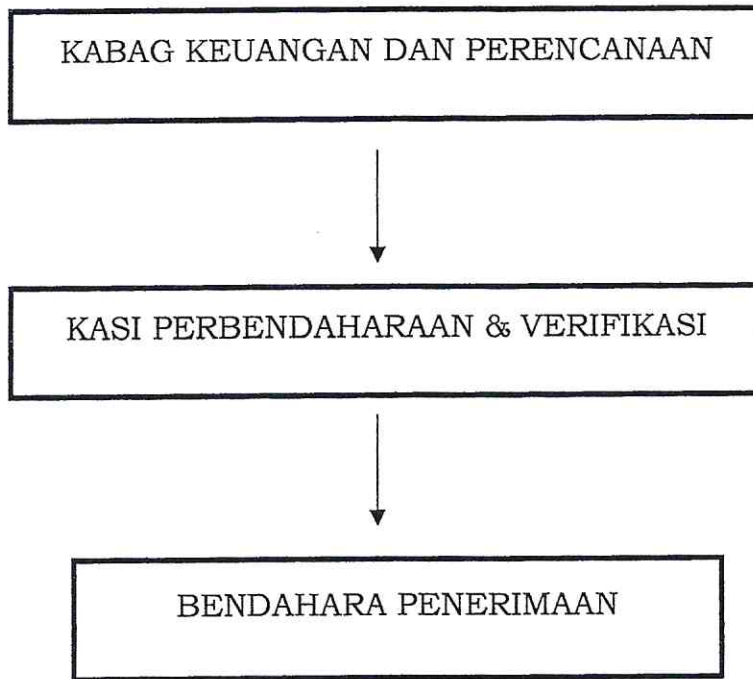 KABAG KEUANGAN DAN PERENCANAAN
KASI PERBENDAHARAAN & VERIFIKASI
BENDAHARA PENERIMAAN